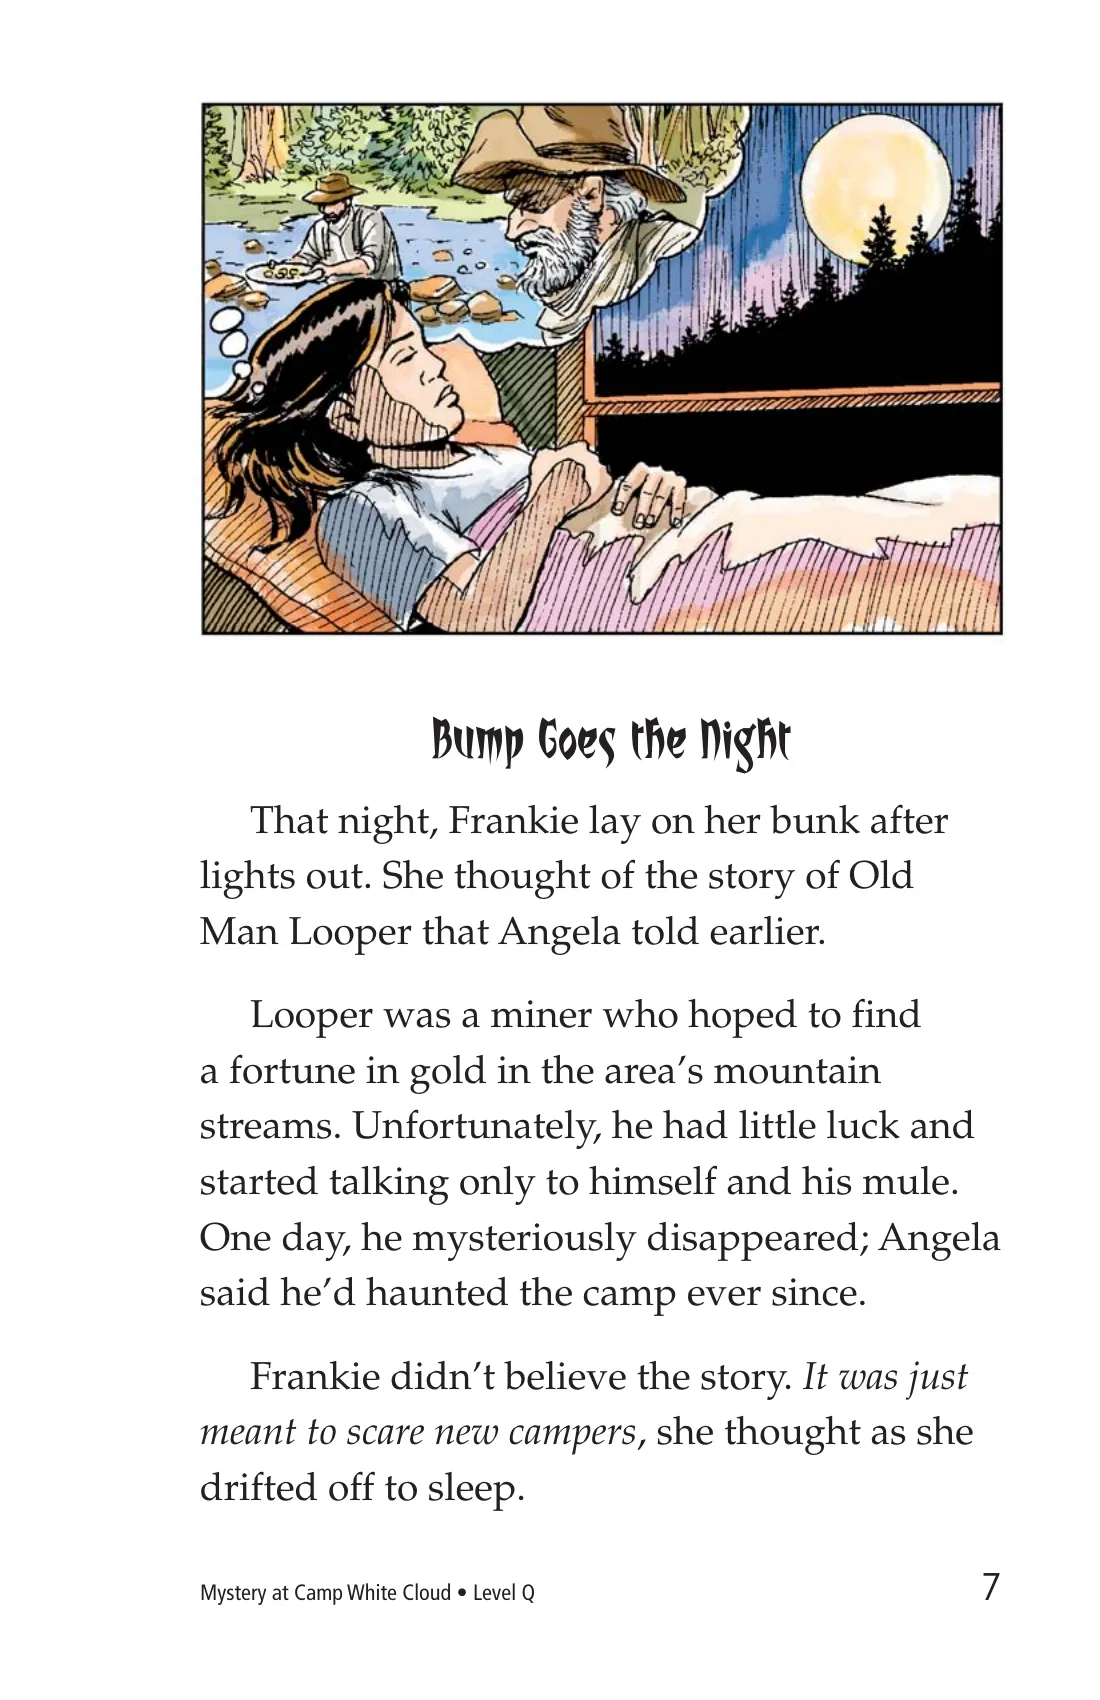 Bump Goes the Night
That night, Frankie lay on her bunk after
lights out. She thought of the story of Old
Man Looper that Angela told earlier.
Looper was a miner who hoped to find
a fortune in gold in the area’s mountain
streams. Unfortunately, he had little luck and
started talking only to himself and his mule.
One day, he mysteriously disappeared; Angela
said he’d haunted the camp ever since.
Frankie didn’t believe the story. It was just
meant to scare new campers, she thought as she
drifted off to sleep.
Mystery at Camp White Cloud • Level Q
7